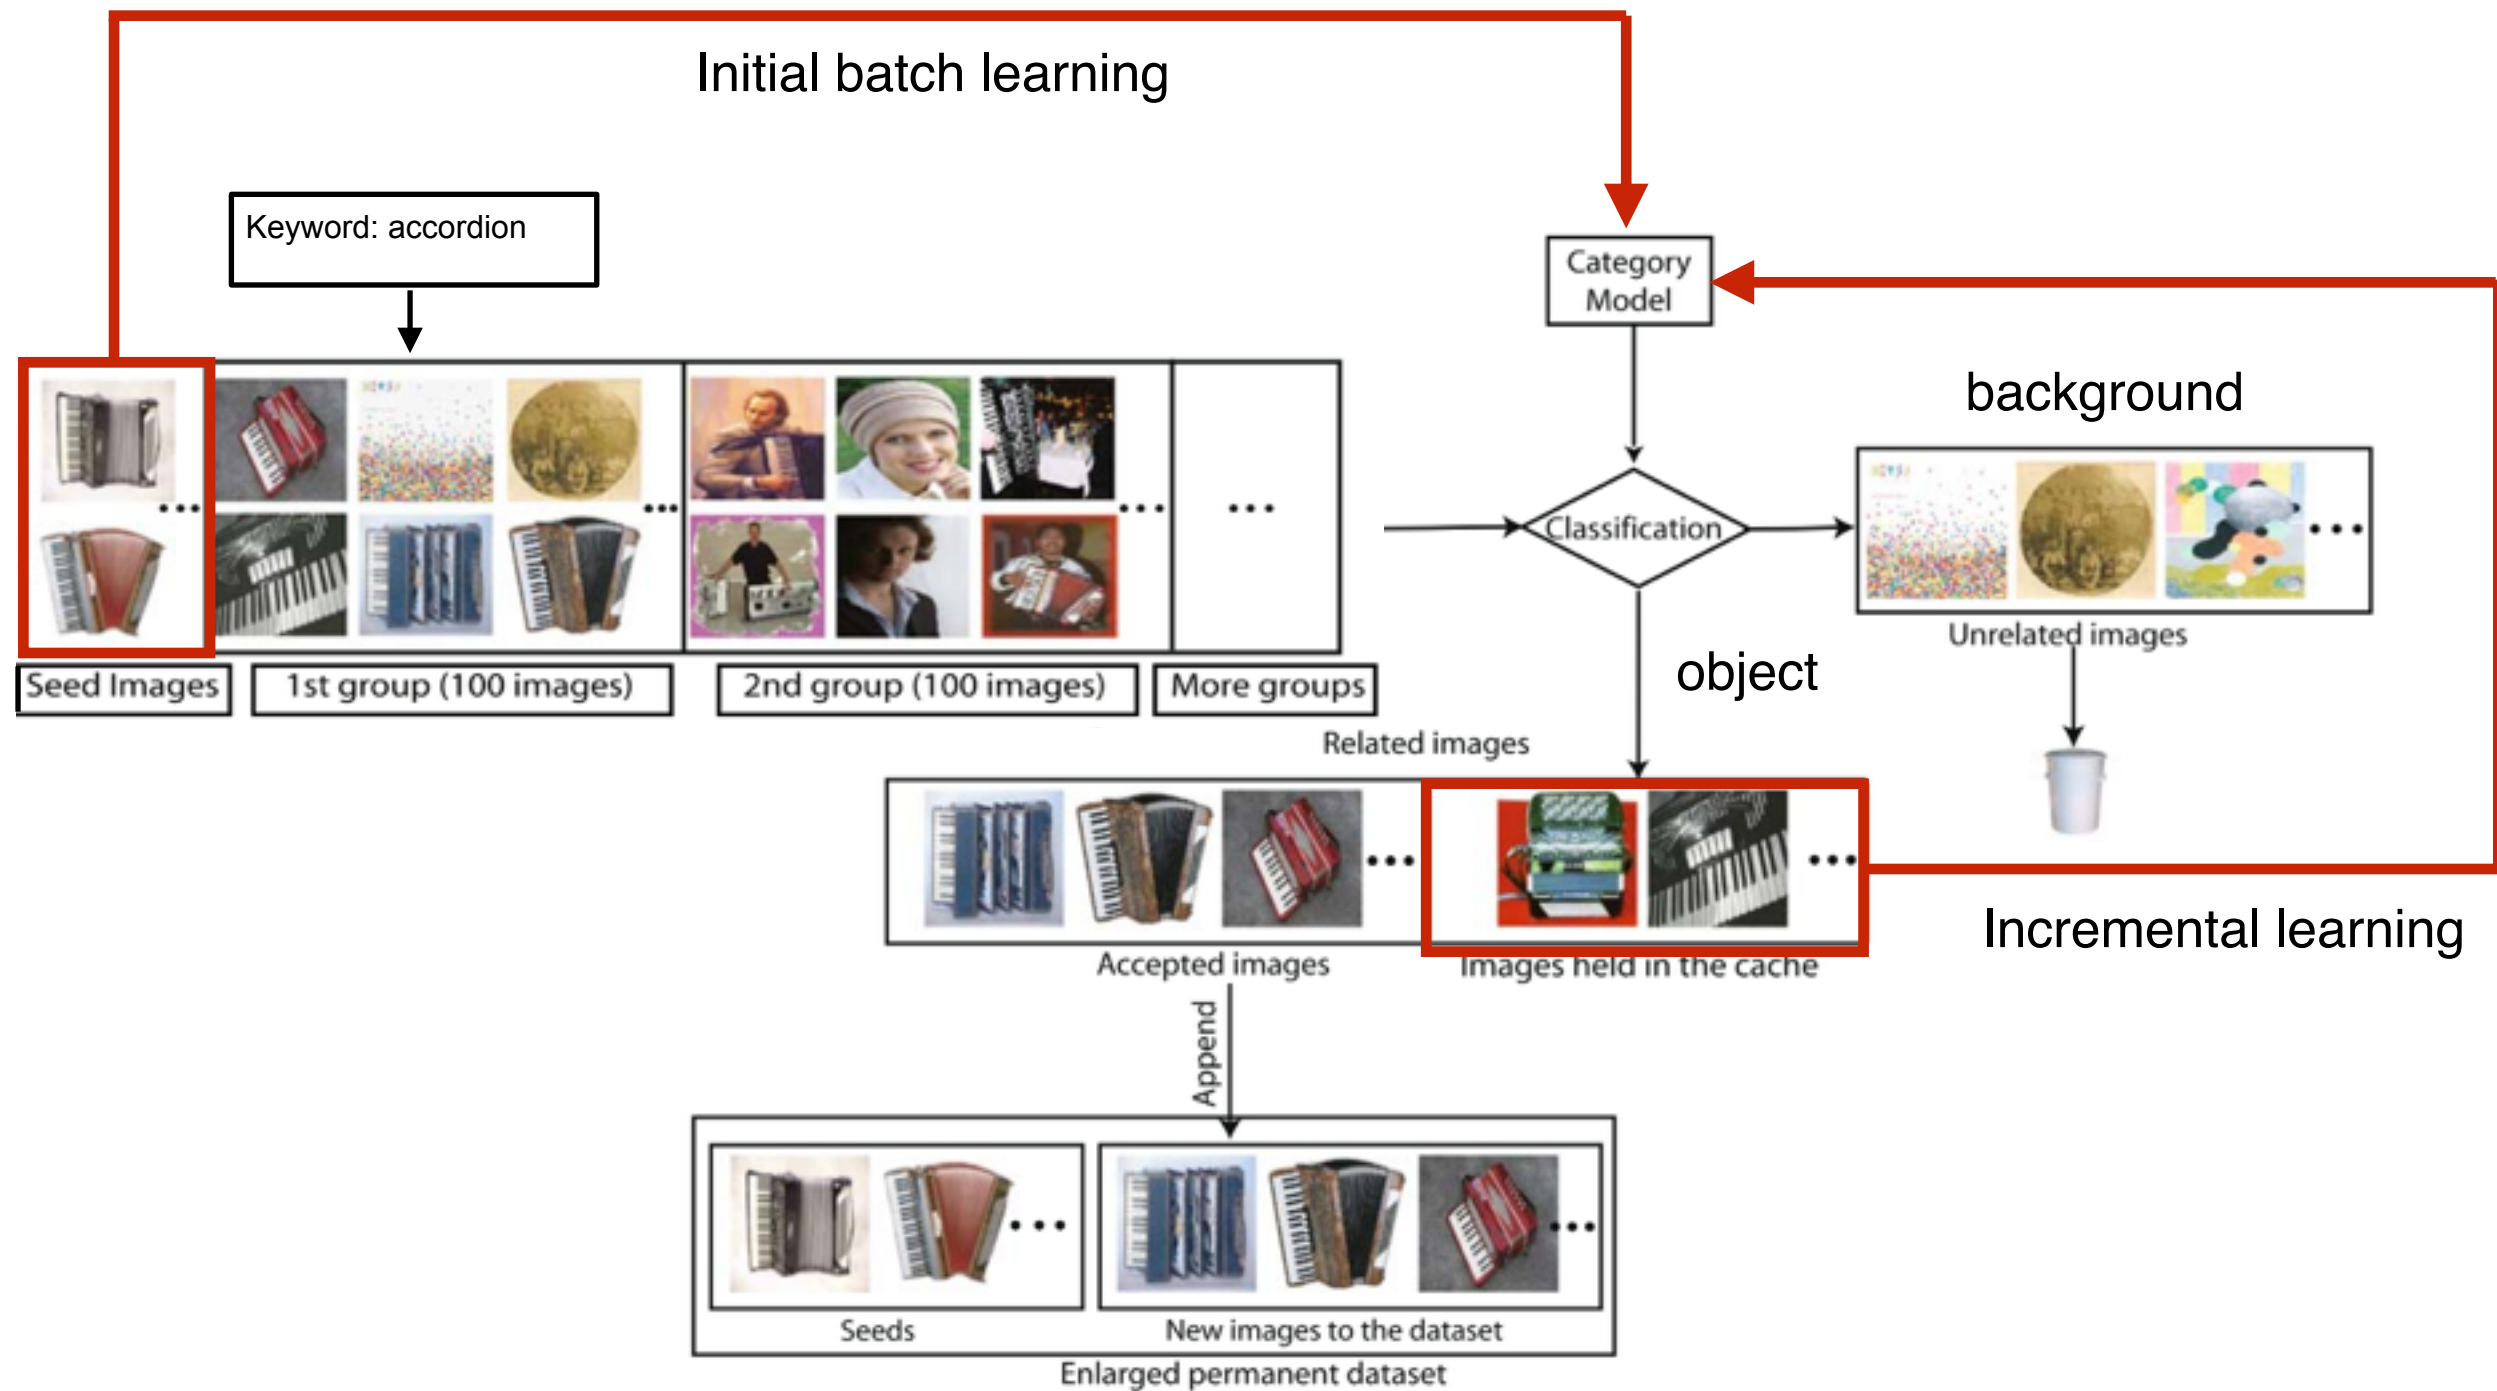 Initial batch learning
Keyword: accordion
Category
Model
background
Classification
Unrelated images
object
Seed Images
1st group (100 images)
2nd group (100 images)
More groups
Related images
Incremental learning
Accepted images
Images held in the cache
Append
Seeds
New images to the dataset
Enlarged permanent dataset